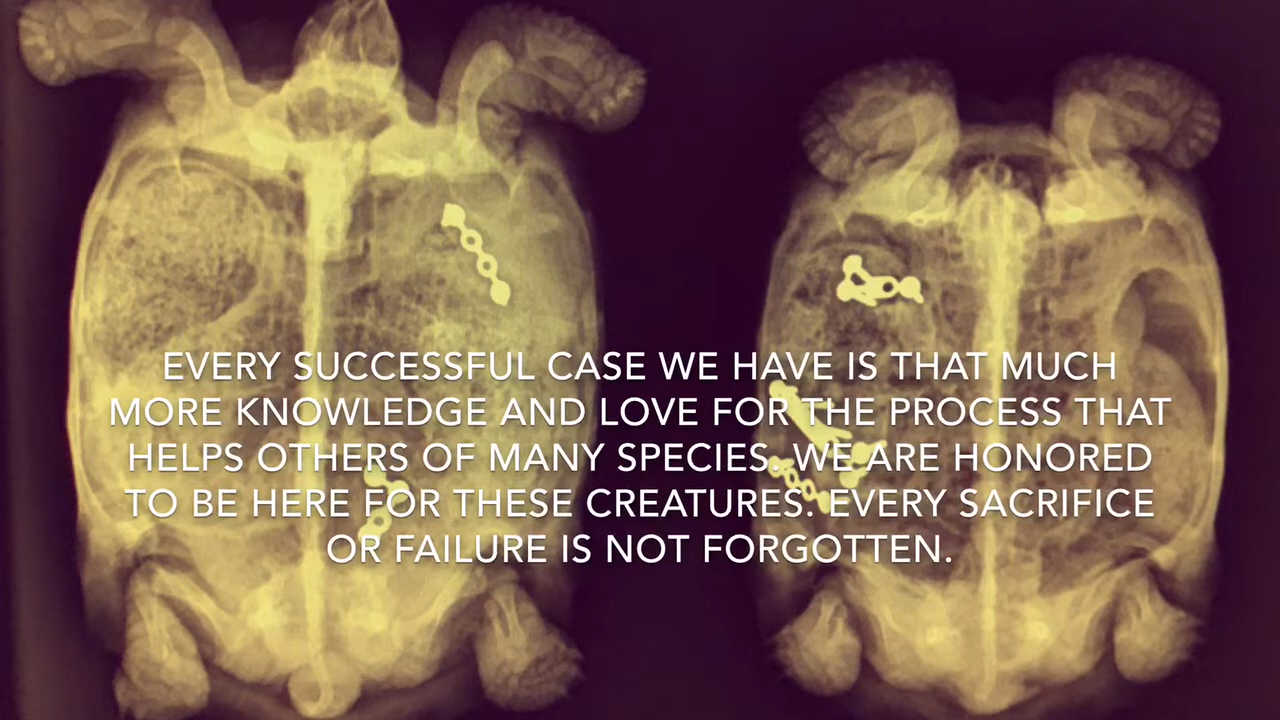 EVERY SUCCESSFUL CASE WE HAVE IS THAT MUCH
MORE KNOWLEDGE AND LOVE FOR THE PROCESS THAT
HELPS OTHERS OF MANY SPECIES. WE ARE HONORED
TO BE HERE FOR THESE CREATURES. EVERY SACRIFICE
OR FAILURE IS NOT FORGOTTEN.